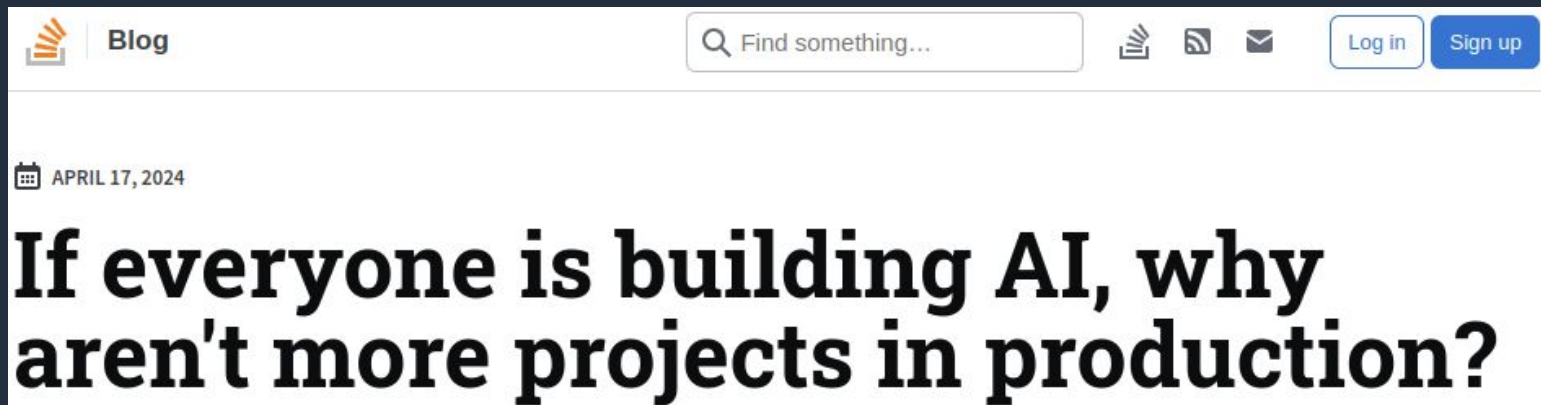 Blog
Find something...
Log in
Sign up
APRIL 17, 2024
If everyone is building AI, why
aren't more projects in production?